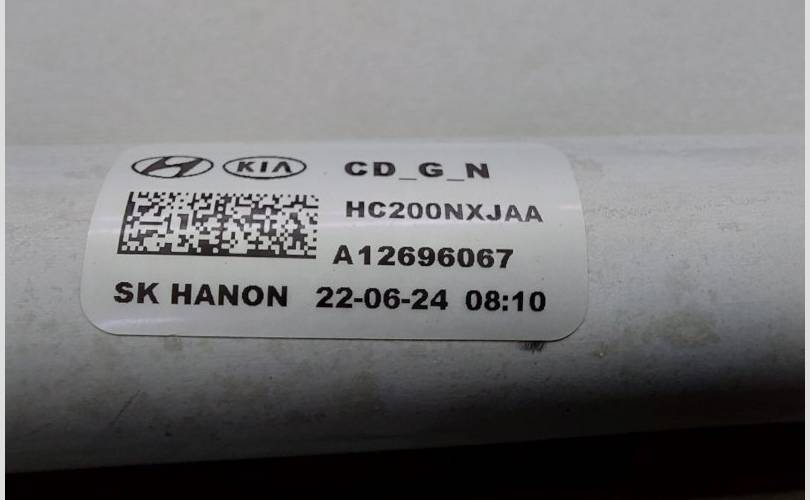 KIA CD_G_N
HC200NXJAA
A12696067
SK HANON 22-06-24 08:10